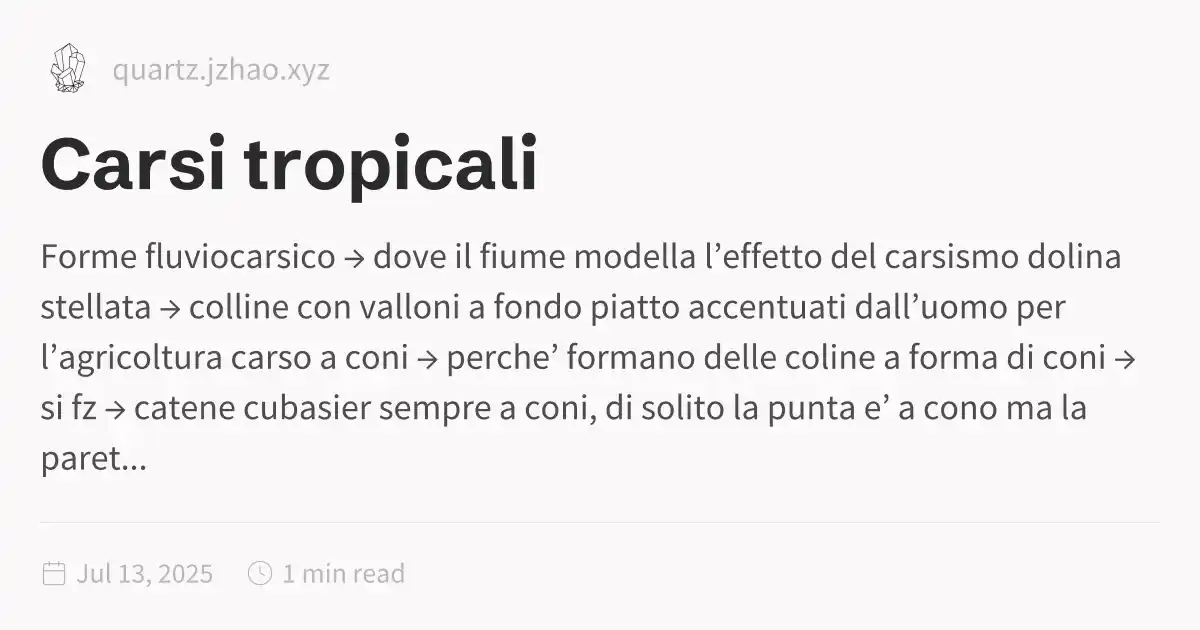 quartz.jzhao.xyz
Carsi tropicali
Forme fluviocarsico → dove il fiume modella l’effetto del carsismo dolina
stellata → colline con valloni a fondo piatto accentuati dall’uomo per
l’agricoltura carso a coni → perche’ formano delle coline a forma di coni →
si fz → catene cubasier sempre a coni, di solito la punta e’ a cono ma la
paret...
Jul 13, 2025 1 min read